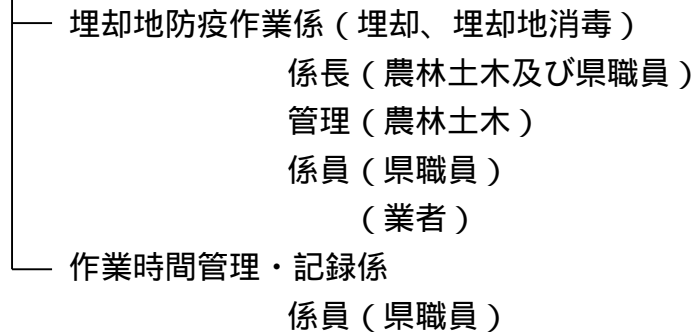 埋却地防疫作業係(埋却、埋却地消毒)
係長(農林土木及び県職員)
管理(農林土木)
係員(県職員)
(業者)
作業時間管理・記録係
係員(県職員)